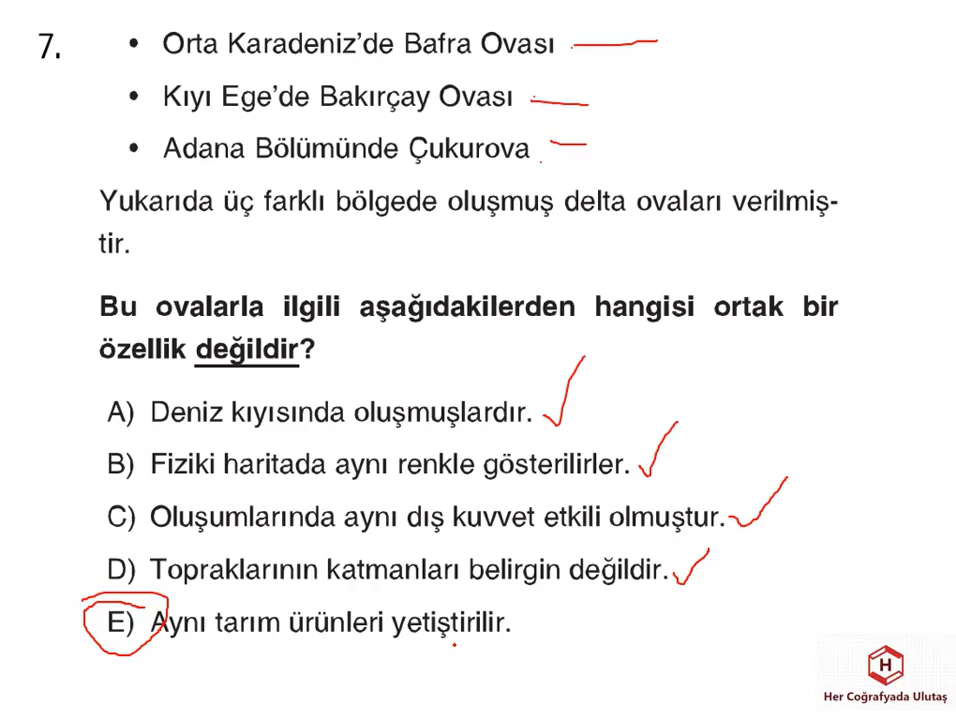 7.
• Orta Karadeniz'de Bafra Ovası
• Kıyı Ege'de Bakırçay Ovası
• Adana Bölümünde Çukurova
Yukarıda üç farklı bölgede oluşmuş delta ovaları verilmiş-
tir.
Bu ovalarla ilgili aşağıdakilerden hangisi ortak bir
özellik değildir?
A) Deniz kıyısında oluşmuşlardır.
B) Fiziki haritada aynı renkle gösterilirler.
C) Oluşumlarında aynı dış kuvvet etkili olmuştur.
D) Topraklarının katmanları belirgin değildir.
E) Aynı tarım ürünleri yetiştirilir.
H
Her Coğrafyada Ulutaş